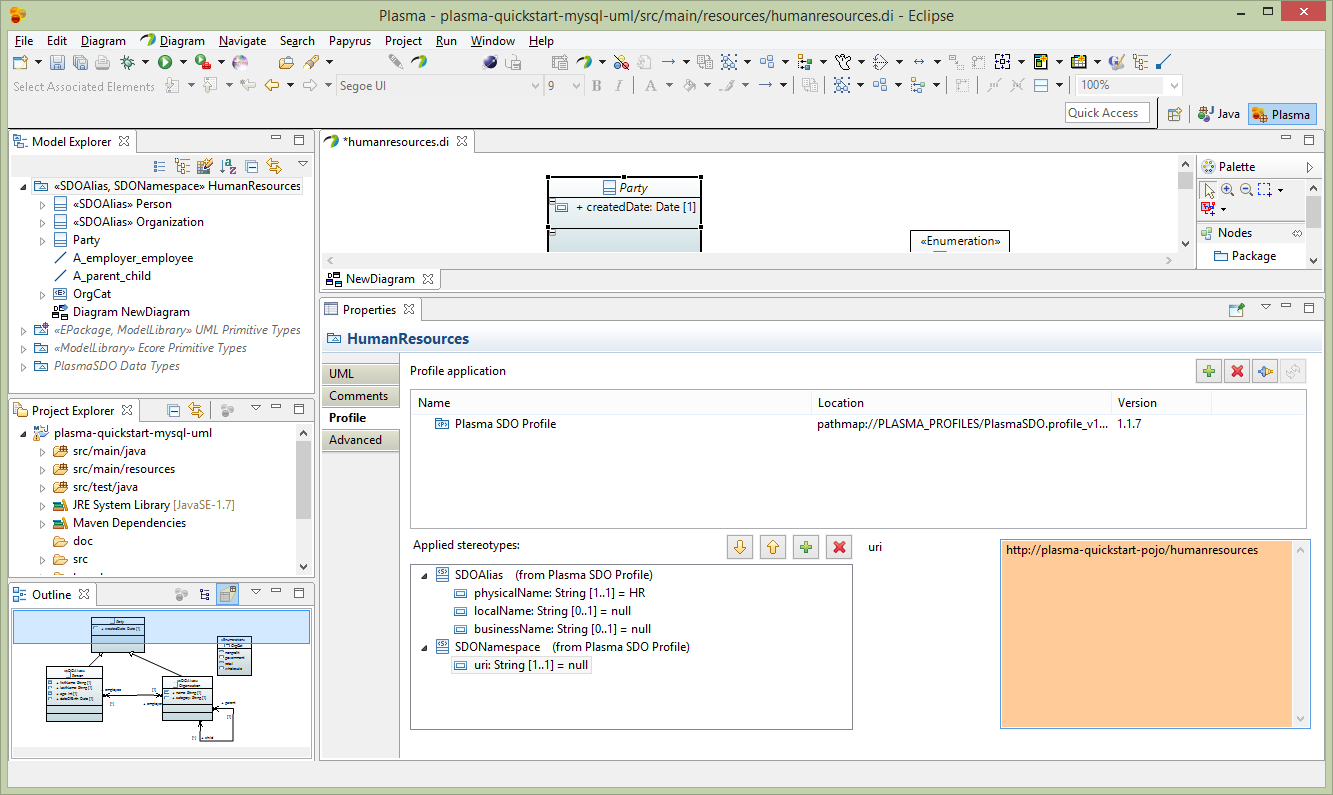 Plasma - plasma-quickstart-mysql-uml/src/main/resources/humanresources.di - Eclipse
File Edit Diagram Diagram Navigate Search Papyrus Project Run Window Help
Select Associated Elements Segoe UI 9 B I A 100%
Quick Access Java Plasma
Model Explorer
«SDOAlias, SDONamespace» HumanResources
«SDOAlias» Person
«SDOAlias» Organization
Party
A_employer_employee
A_parent_child
OrgCat
Diagram NewDiagram
«EPackage, ModelLibrary» UML Primitive Types
«ModelLibrary» Ecore Primitive Types
PlasmaSDO Data Types
Project Explorer
plasma-quickstart-mysql-uml
src/main/java
src/main/resources
src/test/java
JRE System Library [JavaSE-1.7]
Maven Dependencies
doc
src
Outline
*humanresources.di
Party
+ createdDate: Date [1]
«Enumeration»
Palette
Nodes
Package
NewDiagram
Properties
HumanResources
UML
Comments
Profile
Advanced
Profile application
Name Location Version
Plasma SDO Profile pathmap://PLASMA_PROFILES/PlasmaSDO.profile_v1... 1.1.7
Applied stereotypes:
SDOAlias (from Plasma SDO Profile)
physicalName: String [1..1] = HR
localName: String [0..1] = null
businessName: String [0..1] = null
SDONamespace (from Plasma SDO Profile)
uri: String [1..1] = null
uri
http://plasma-quickstart-pojo/humanresources